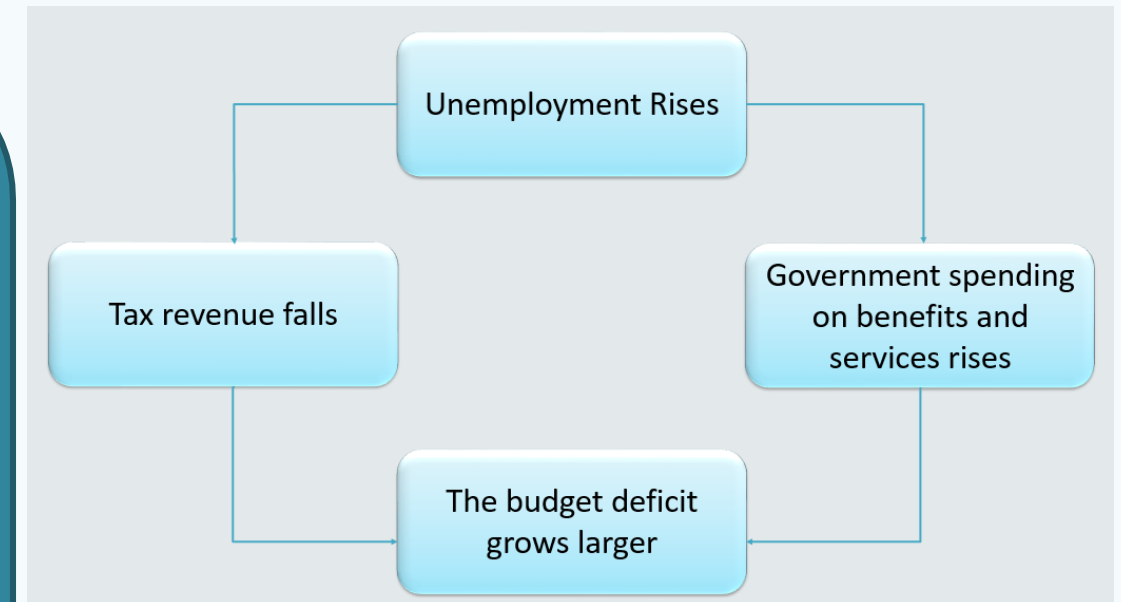 Unemployment Rises
Tax revenue falls
Government spending
on benefits and
services rises
The budget deficit
grows larger